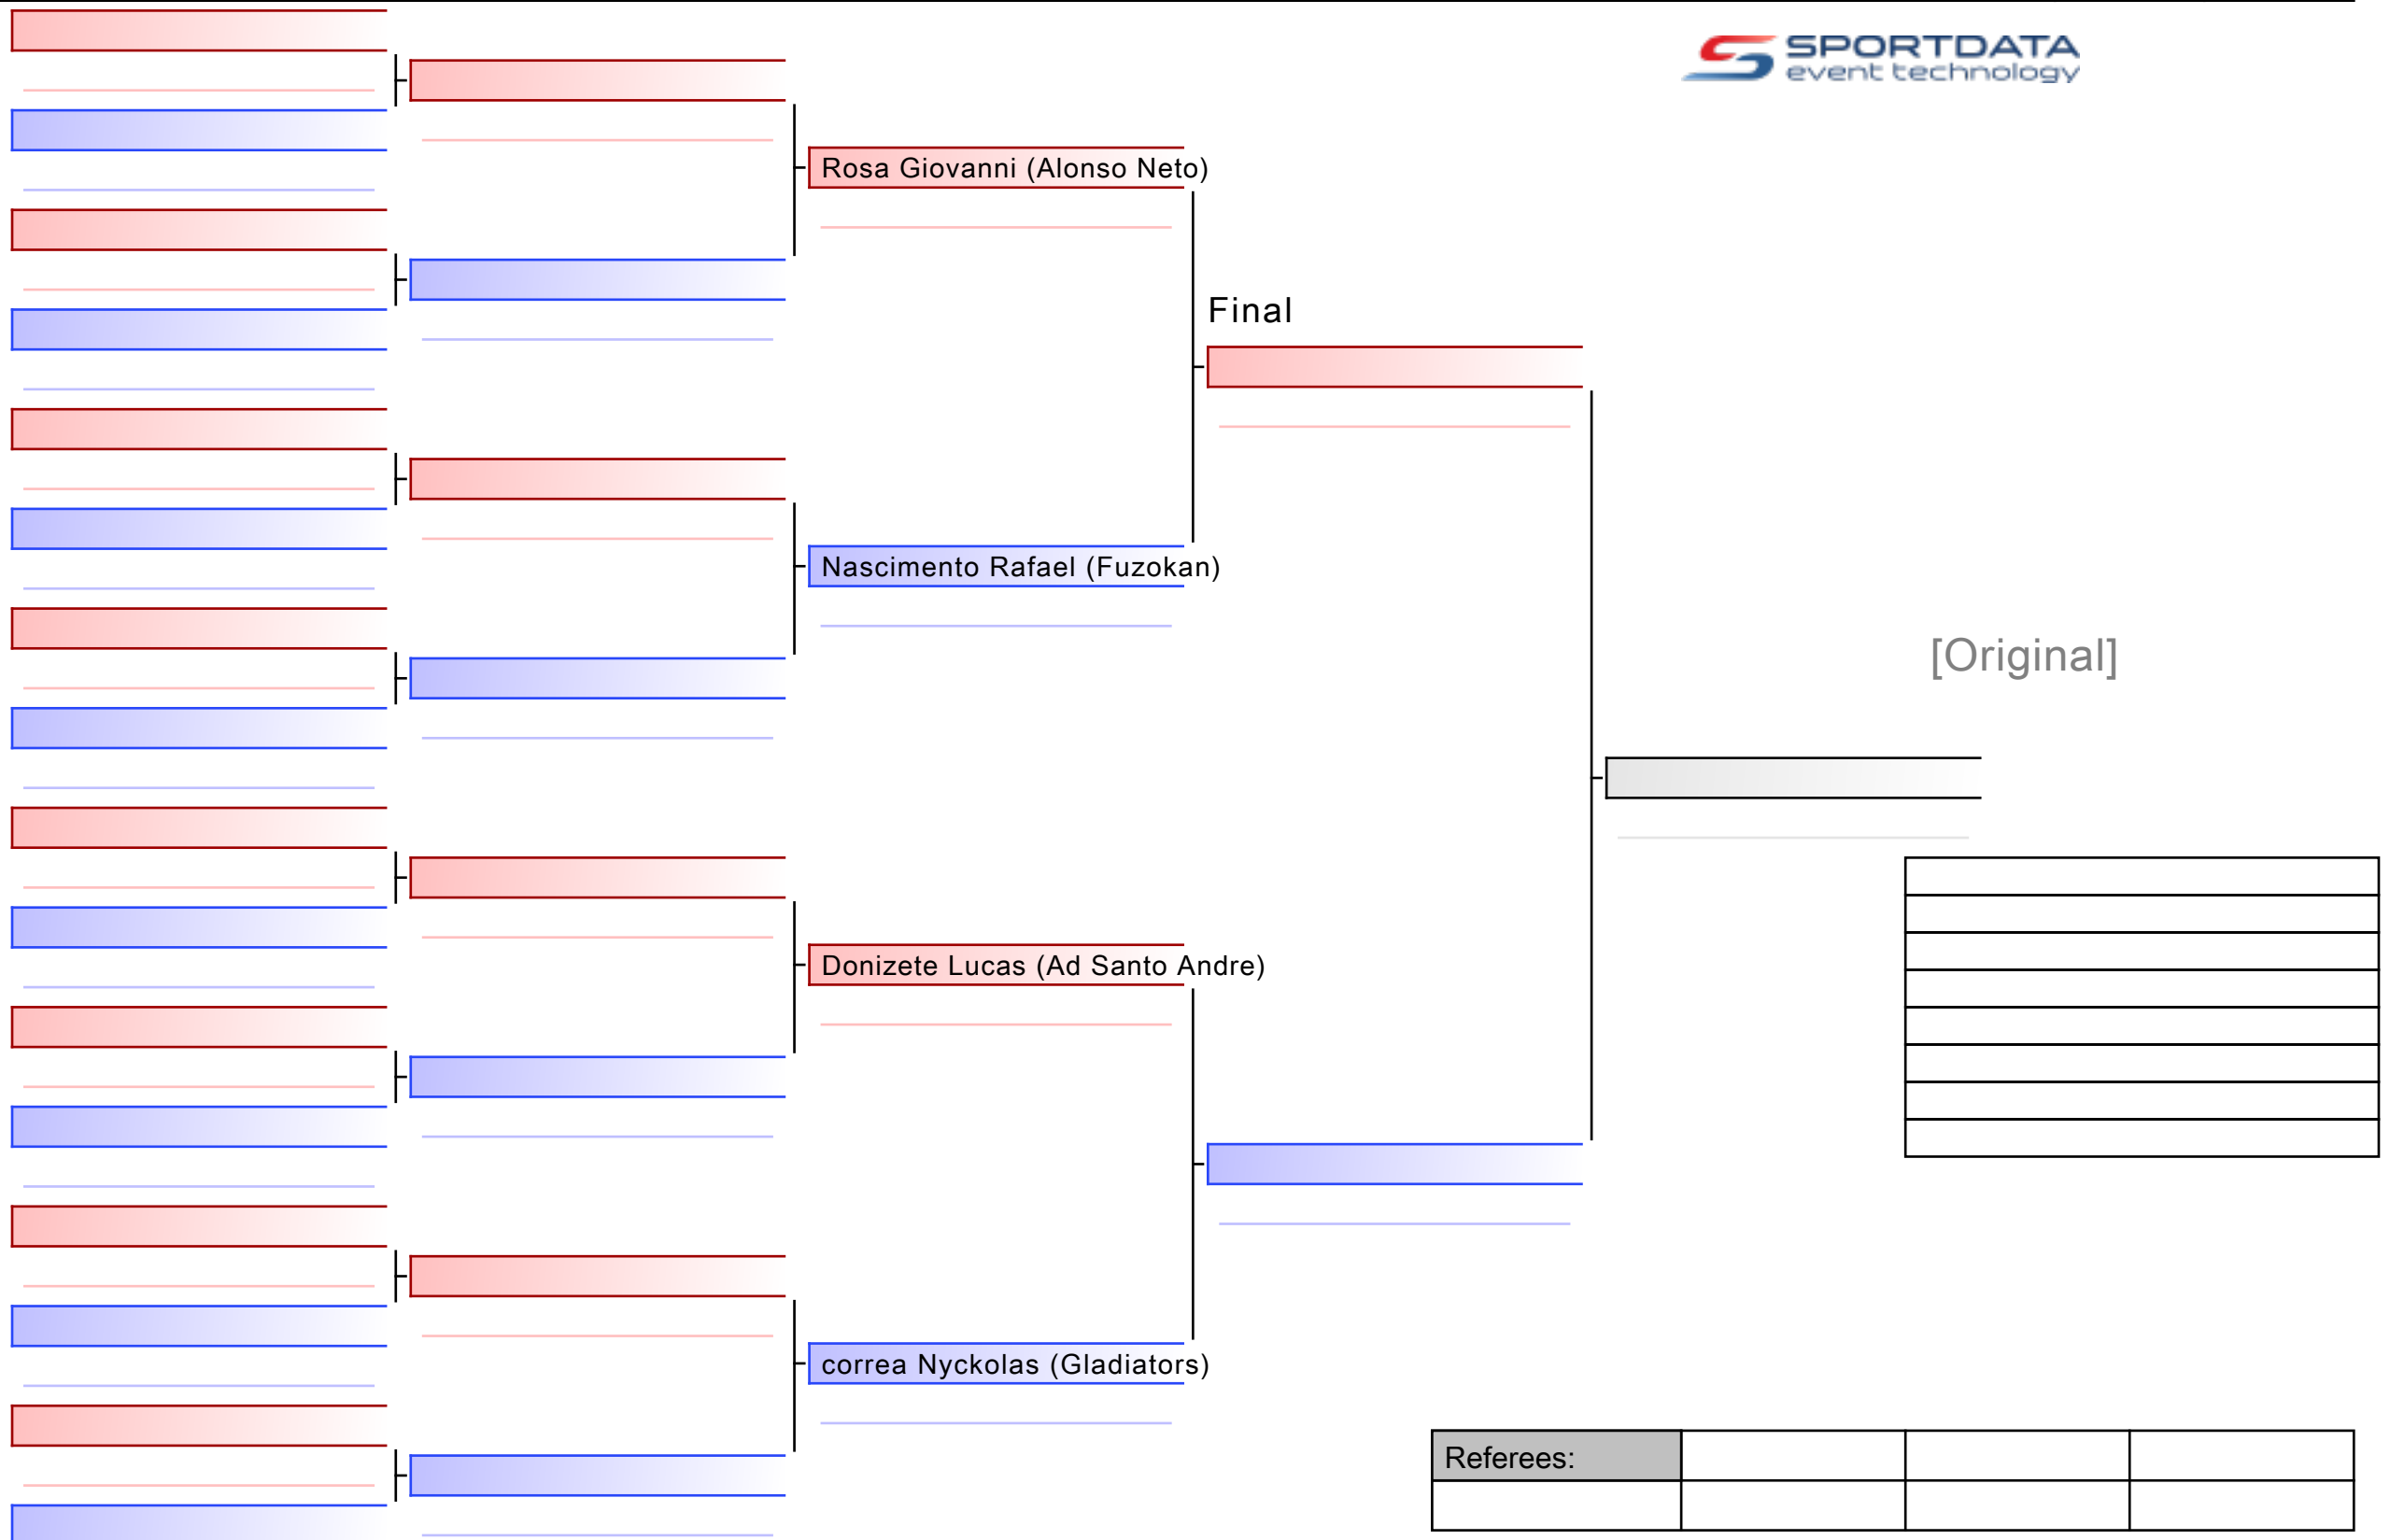 SPORTDATA
event technology
Rosa Giovanni (Alonso Neto)
Final
Nascimento Rafael (Fuzokan)
[Original]
Donizete Lucas (Ad Santo Andre)
correa Nyckolas (Gladiators)
Referees: